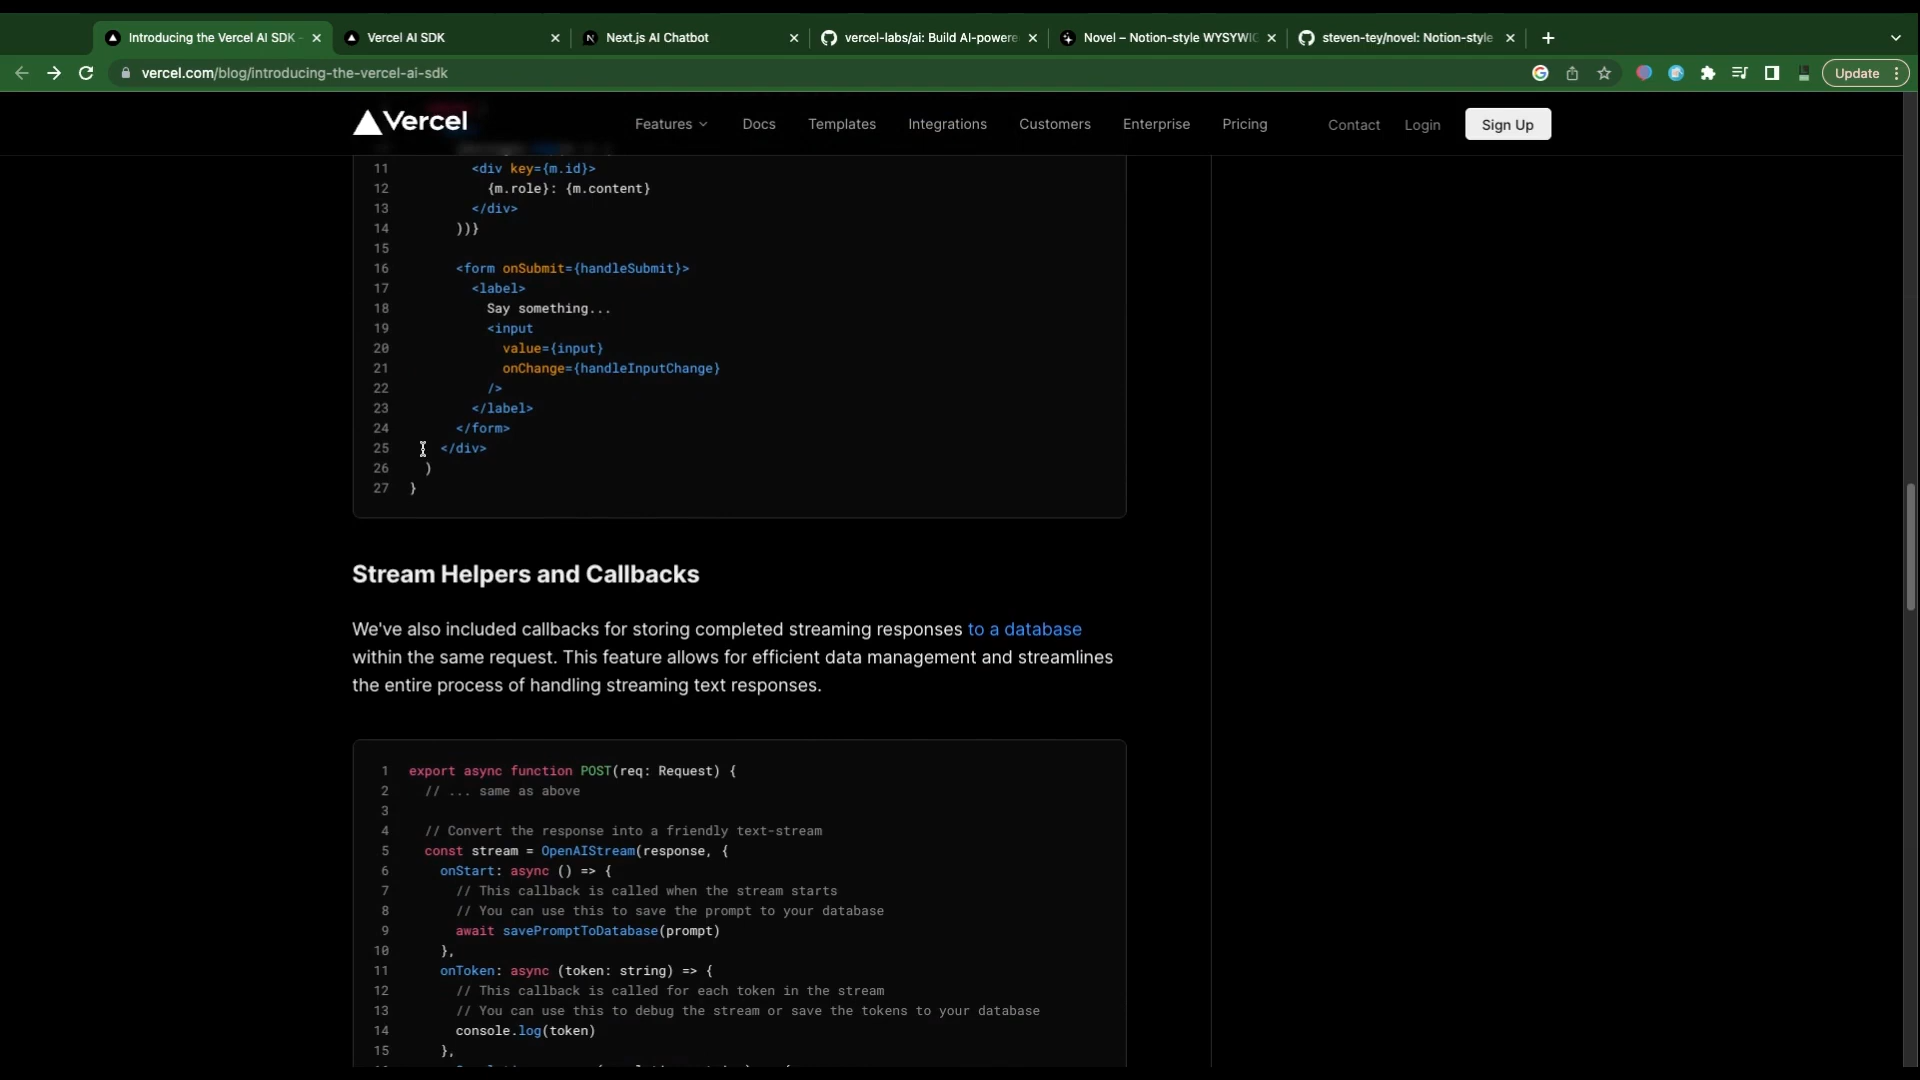 Introducing the Vercel AI SDK
Vercel AI SDK
Next.js AI Chatbot
vercel-labs/ai: Build AI-powere
Novel – Notion-style WYSYWIG
steven-tey/novel: Notion-style
vercel.com/blog/introducing-the-vercel-ai-sdk
Update
Vercel
Features
Docs
Templates
Integrations
Customers
Enterprise
Pricing
Contact
Login
Sign Up
11 <div key={m.id}>
12 {m.role}: {m.content}
13 </div>
14 ))}
15
16 <form onSubmit={handleSubmit}>
17 <label>
18 Say something...
19 <input
20 value={input}
21 onChange={handleInputChange}
22 />
23 </label>
24 </form>
25 </div>
26 )
27 }
Stream Helpers and Callbacks
We've also included callbacks for storing completed streaming responses to a database
within the same request. This feature allows for efficient data management and streamlines
the entire process of handling streaming text responses.
1 export async function POST(req: Request) {
2 // ... same as above
3
4 // Convert the response into a friendly text-stream
5 const stream = OpenAIStream(response, {
6 onStart: async () => {
7 // This callback is called when the stream starts
8 // You can use this to save the prompt to your database
9 await savePromptToDatabase(prompt)
10 },
11 onToken: async (token: string) => {
12 // This callback is called for each token in the stream
13 // You can use this to debug the stream or save the tokens to your database
14 console.log(token)
15 },